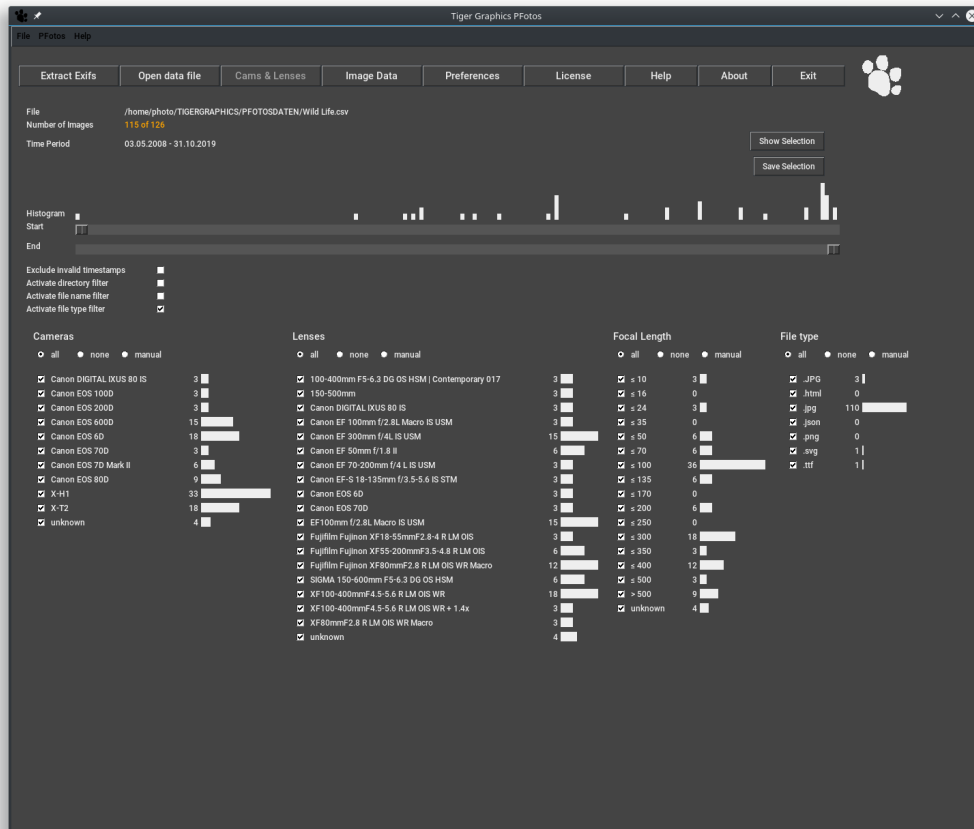 Tiger Graphics PFotos
File PFotos Help
Extract Exifs Open data file Cams & Lenses Image Data Preferences License Help About Exit
File /home/photo/TIGERGRAPHICS/PFOTOSDATEN/Wild Life.csv
Number of Images 115 of 126
Time Period 03.05.2008 - 31.10.2019
Show Selection
Save Selection
Histogram
Start
End
Exclude invalid timestamps
Activate directory filter
Activate file name filter
Activate file type filter
Cameras
all none manual
Canon DIGITAL IXUS 80 IS 3
Canon EOS 100D 3
Canon EOS 200D 3
Canon EOS 600D 15
Canon EOS 6D 18
Canon EOS 70D 3
Canon EOS 7D Mark II 6
Canon EOS 80D 9
X-H1 33
X-T2 18
unknown 4
Lenses
all none manual
100-400mm F5-6.3 DG OS HSM | Contemporary 017 3
150-500mm 3
Canon DIGITAL IXUS 80 IS 3
Canon EF 100mm f/2.8L Macro IS USM 3
Canon EF 300mm f/4L IS USM 15
Canon EF 50mm f/1.8 II 6
Canon EF 70-200mm f/4 L IS USM 3
Canon EF-S 18-135mm f/3.5-5.6 IS STM 3
Canon EOS 6D 3
Canon EOS 70D 3
EF100mm f/2.8L Macro IS USM 15
Fujifilm Fujinon XF18-55mmF2.8-4 R LM OIS 3
Fujifilm Fujinon XF55-200mmF3.5-4.8 R LM OIS 6
Fujifilm Fujinon XF80mmF2.8 R LM OIS WR Macro 12
SIGMA 150-600mm F5-6.3 DG OS HSM 6
XF100-400mmF4.5-5.6 R LM OIS WR 18
XF100-400mmF4.5-5.6 R LM OIS WR + 1.4x 3
XF80mmF2.8 R LM OIS WR Macro 3
unknown 4
Focal Length
all none manual
≤ 10 3
≤ 16 0
≤ 24 3
≤ 35 0
≤ 50 6
≤ 70 6
≤ 100 36
≤ 135 6
≤ 170 0
≤ 200 6
≤ 250 0
≤ 300 18
≤ 350 3
≤ 400 12
≤ 500 3
> 500 9
unknown 4
File type
all none manual
.JPG 3
.html 0
.jpg 110
.json 0
.png 0
.svg 1
.ttf 1